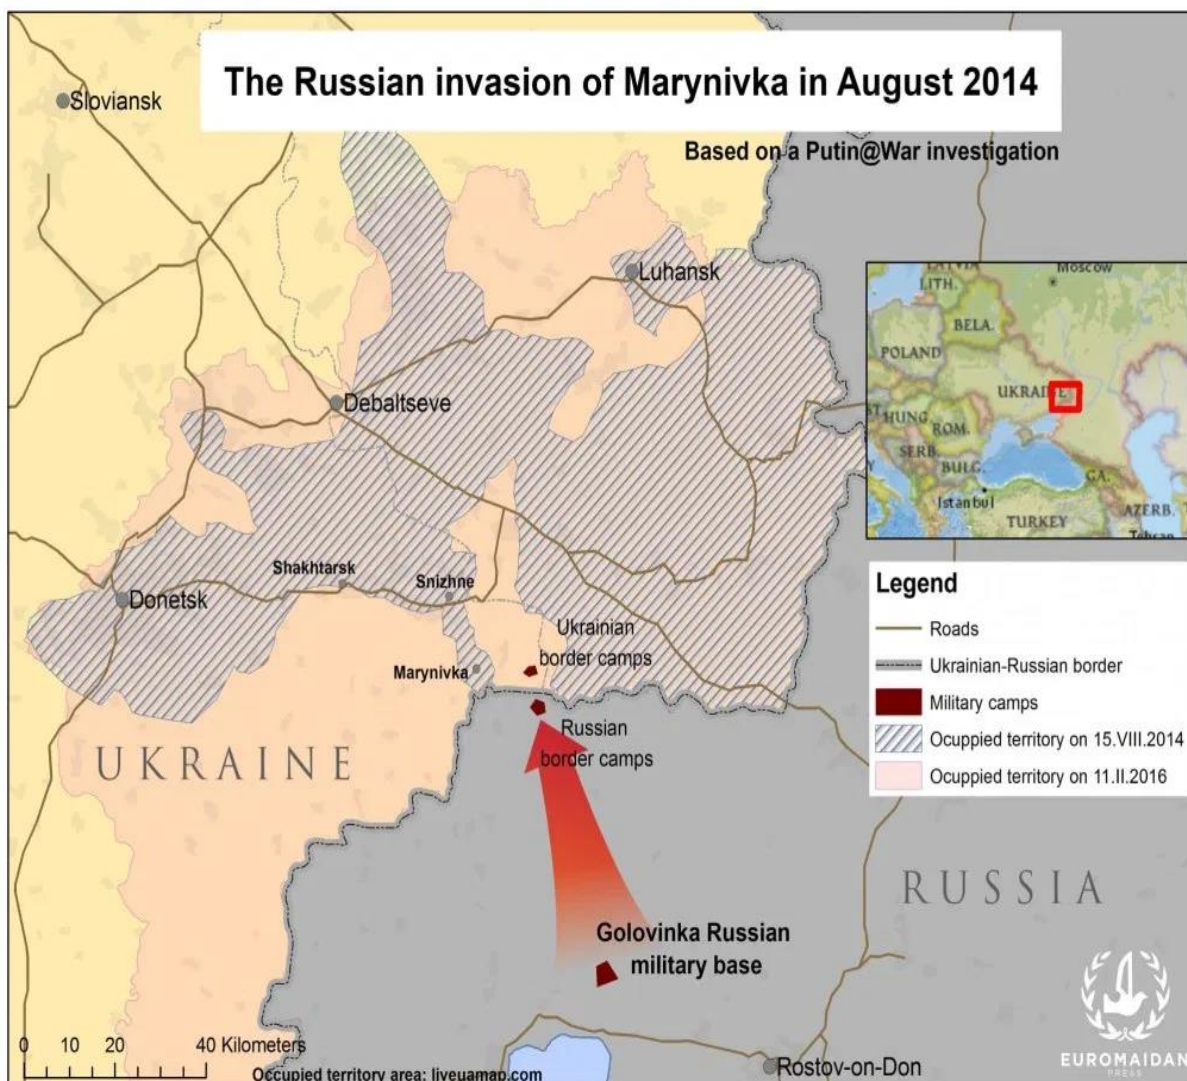 The Russian invasion of Marynivka in August 2014
Based on a Putin@War investigation
Sloviansk
Luhansk
Debaltseve
Shakhtarsk
Snizhne
Donetsk
Ukrainian
border camps
Marynivka
Russian
border camps
UKRAINE
RUSSIA
Golovinka Russian
military base
Rostov-on-Don
LATVIA
Moscow
LITH.
BELA.
POLAND
UKRAINE
HUNG.
ROM.
SERB.
BULG.
GA.
Istanbul
AZERB.
TURKEY
Tehran
Legend
Roads
Ukrainian-Russian border
Military camps
Ocuppied territory on 15.VIII.2014
Ocuppied territory on 11.II.2016
0 10 20 40 Kilometers
Occupied territory area: liveuamap.com
EUROMAIDAN
PRESS